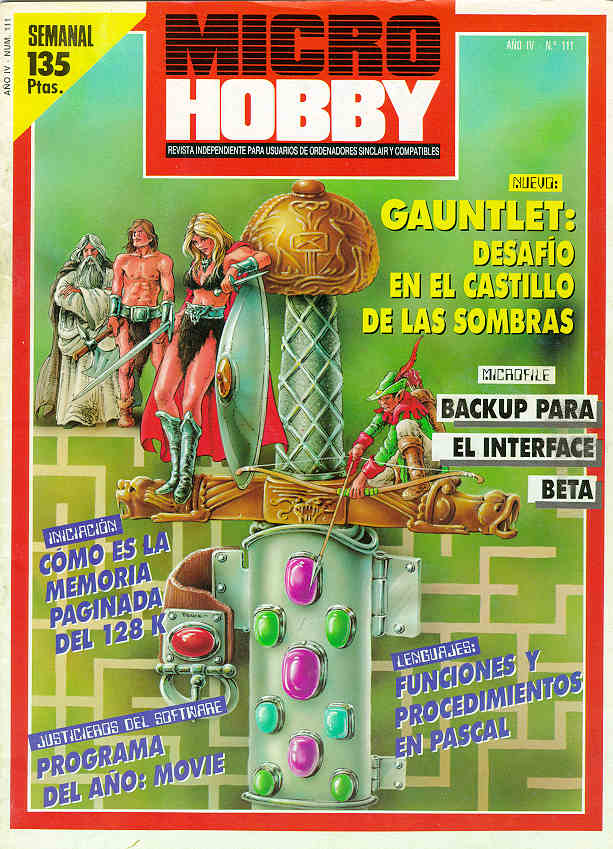 AÑO IV - NUM. 111
SEMANAL
135
Ptas.
MICRO
HOBBY
AÑO IV - N.º 111
REVISTA INDEPENDIENTE PARA USUARIOS DE ORDENADORES SINCLAIR Y COMPATIBLES
NUEVO:
GAUNTLET:
DESAFÍO
EN EL CASTILLO
DE LAS SOMBRAS
MICROFILE
BACKUP PARA
EL INTERFACE
BETA
INICIACIÓN
CÓMO ES LA
MEMORIA
PAGINADA
DEL 128 K
LENGUAJES:
FUNCIONES Y
PROCEDIMIENTOS
EN PASCAL
JUSTICIEROS DEL SOFTWARE
PROGRAMA
DEL AÑO: MOVIE